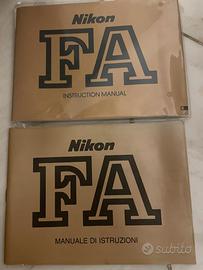 Nikon
FA
INSTRUCTION MANUAL
Nikon
FA
MANUALE DI ISTRUZIONI
subito